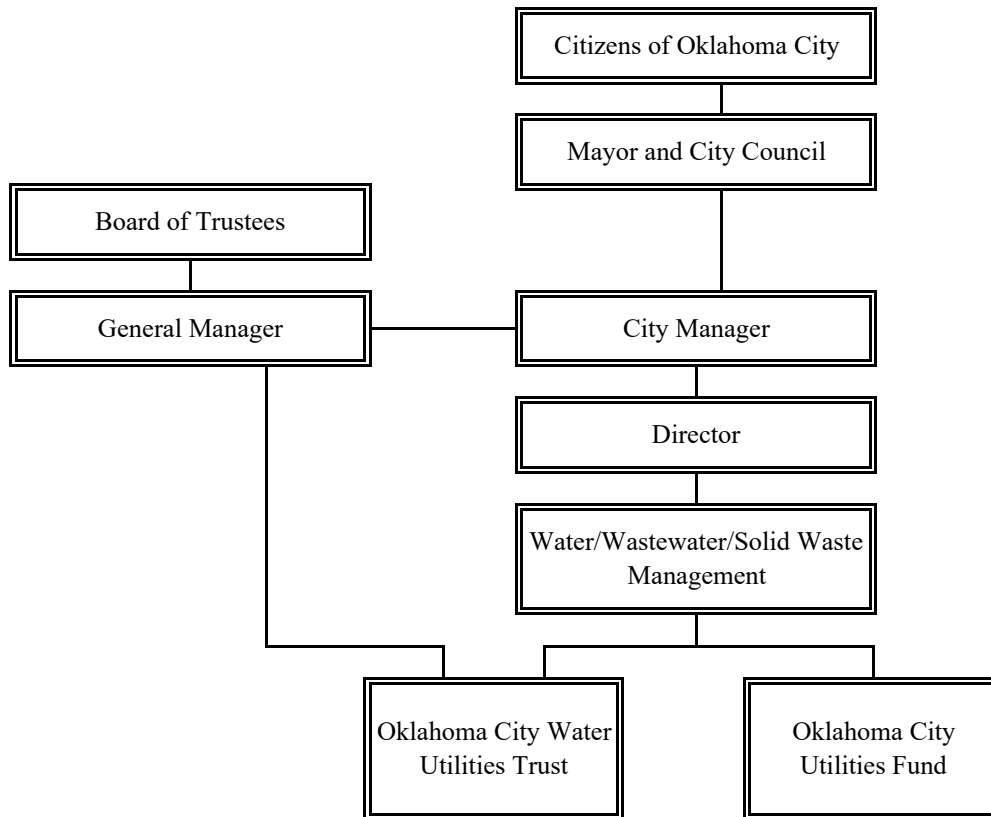 Citizens of Oklahoma City
Mayor and City Council
Board of Trustees
General Manager
City Manager
Director
Water/Wastewater/Solid Waste
Management
Oklahoma City Water
Utilities Trust
Oklahoma City
Utilities Fund